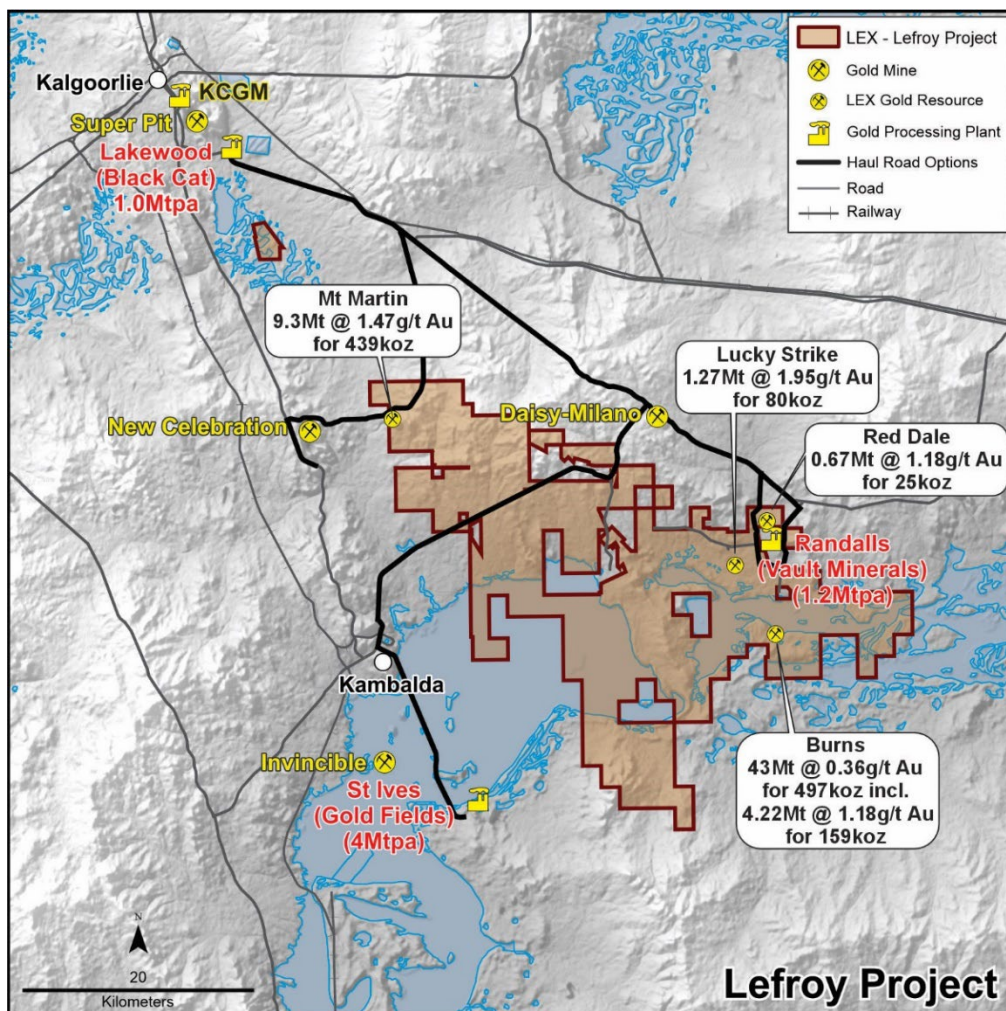 LEX - Lefroy Project
Gold Mine
LEX Gold Resource
Gold Processing Plant
Haul Road Options
Road
Railway
Kalgoorlie
KCGM
Super Pit
Lakewood
(Black Cat)
1.0Mtpa
Mt Martin
9.3Mt @ 1.47g/t Au
for 439koz
Lucky Strike
1.27Mt @ 1.95g/t Au
for 80koz
New Celebration
Daisy-Milano
Red Dale
0.67Mt @ 1.18g/t Au
for 25koz
Randalls
(Vault Minerals)
(1.2Mtpa)
Kambalda
Invincible
St Ives
(Gold Fields)
(4Mtpa)
Burns
43Mt @ 0.36g/t Au
for 497koz incl.
4.22Mt @ 1.18g/t Au
for 159koz
N
20
Kilometers
Lefroy Project